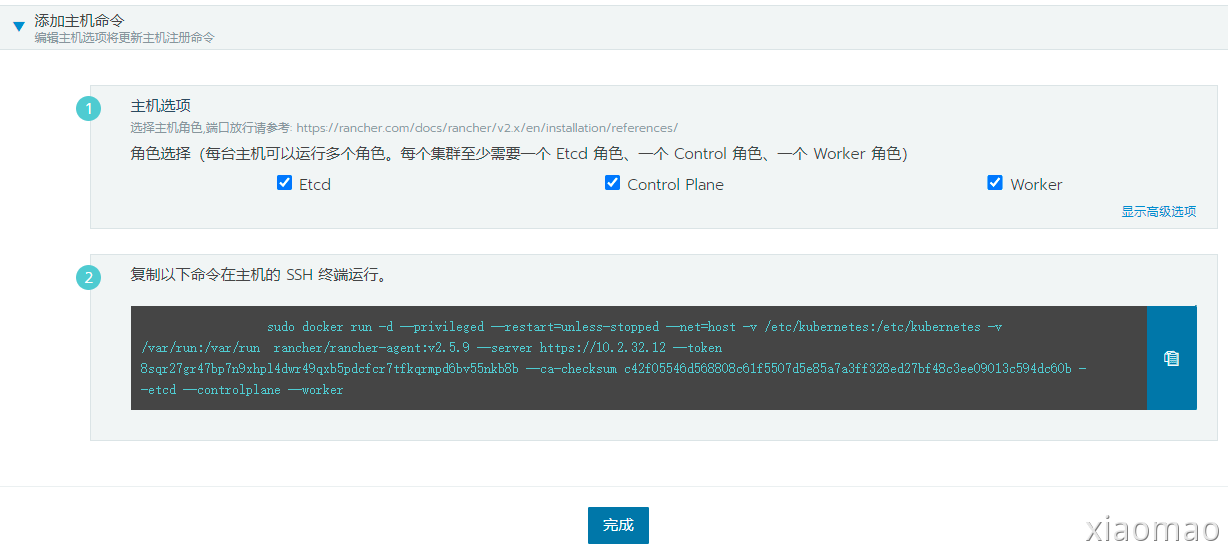 添加主机命令
编辑主机选项将更新主机注册命令
1
主机选项
选择主机角色,端口放行请参考: https://rancher.com/docs/rancher/v2.x/en/installation/references/
角色选择（每台主机可以运行多个角色。每个集群至少需要一个 Etcd 角色、一个 Control 角色、一个 Worker 角色）
Etcd Control Plane Worker
显示高级选项
2
复制以下命令在主机的 SSH 终端运行。
sudo docker run -d --privileged --restart=unless-stopped --net=host -v /etc/kubernetes:/etc/kubernetes -v
/var/run:/var/run rancher/rancher-agent:v2.5.9 --server https://10.2.32.12 --token
8sqr27gr47bp7n9xhpl4dwr49qxb5pdcfcr7tfkqrmpd6bv55nkb8b --ca-checksum c42f05546d568808c61f5507d5e85a7a3ff328ed27bf48c3ee09013c594dc60b -
-etcd --controlplane --worker
完成
xiaomao